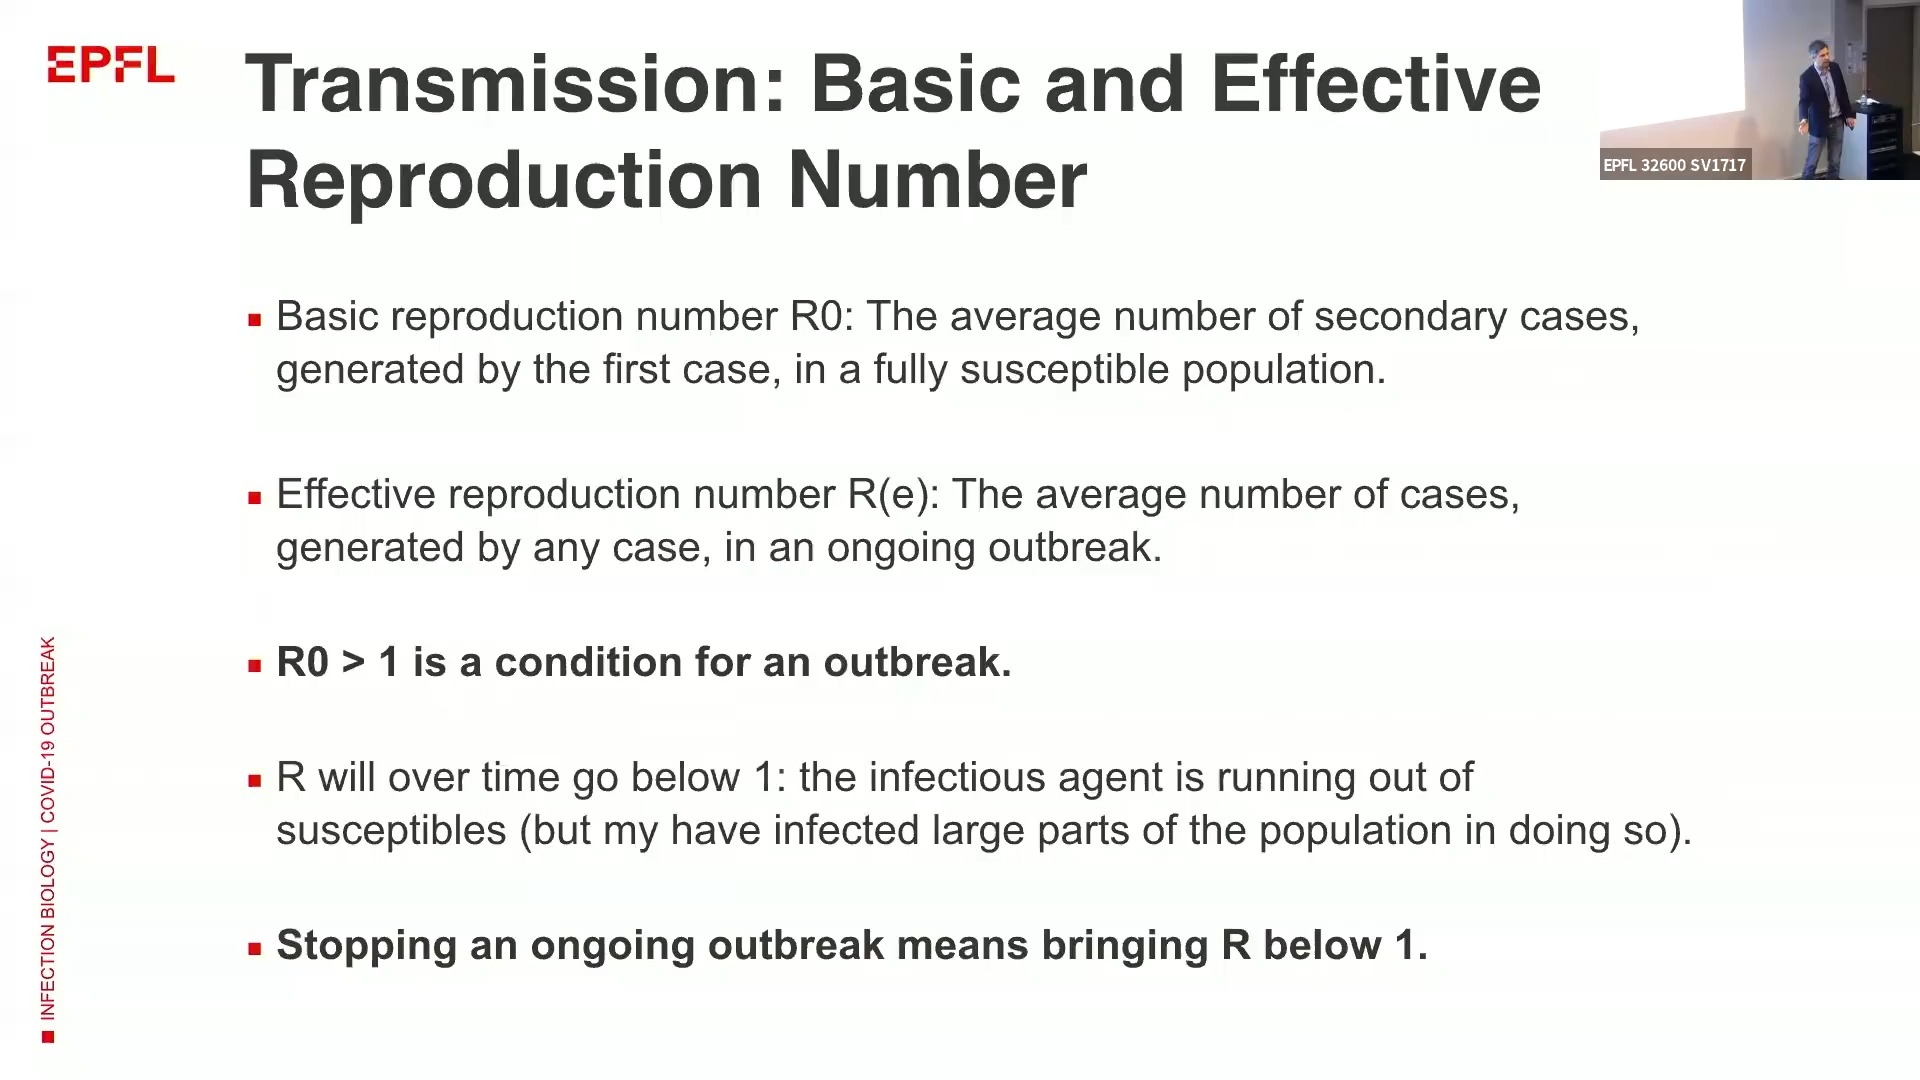 EPFL
Transmission: Basic and Effective
Reproduction Number
EPFL 32600 SV1717
Basic reproduction number R0: The average number of secondary cases,
generated by the first case, in a fully susceptible population.
Effective reproduction number R(e): The average number of cases,
generated by any case, in an ongoing outbreak.
R0 > 1 is a condition for an outbreak.
R will over time go below 1: the infectious agent is running out of
susceptibles (but my have infected large parts of the population in doing so).
Stopping an ongoing outbreak means bringing R below 1.
INFECTION BIOLOGY | COVID-19 OUTBREAK